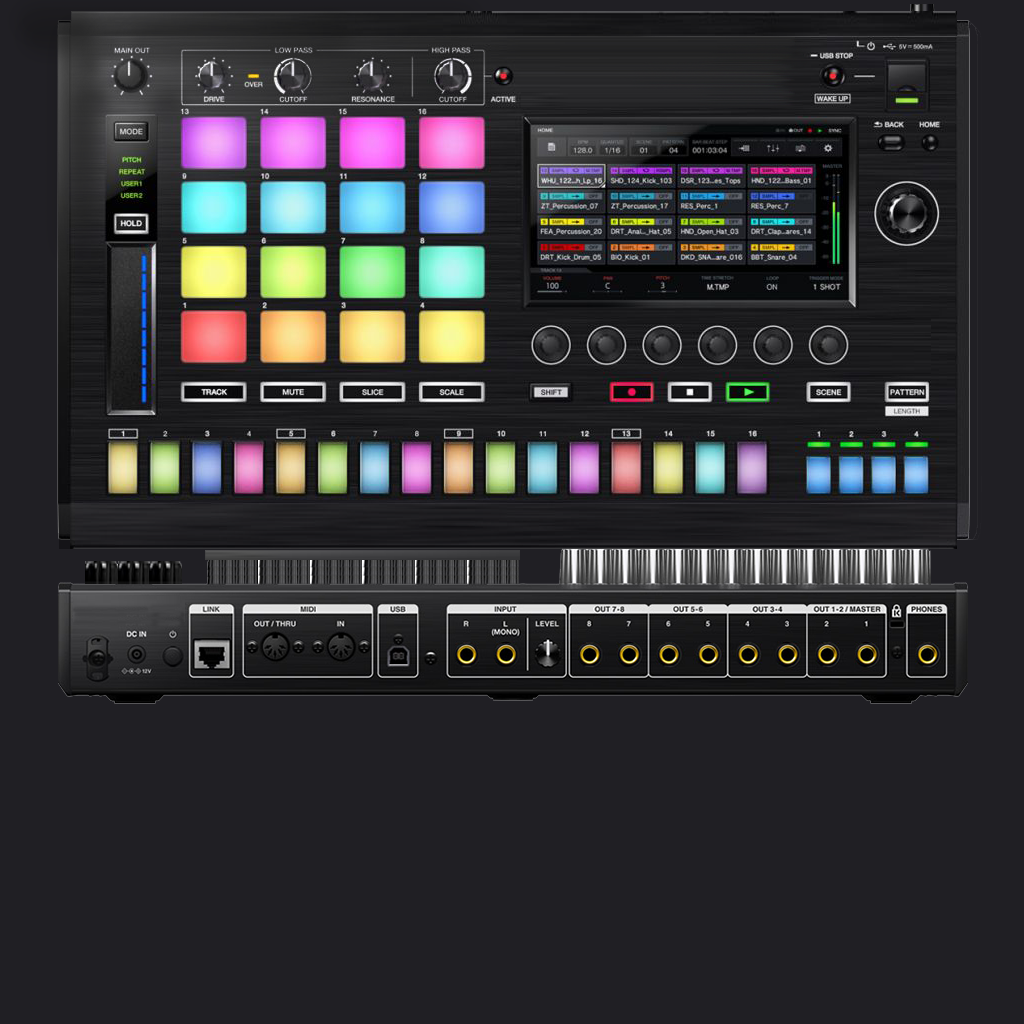 MAIN OUT
LOW PASS
HIGH PASS
DRIVE
OVER
CUTOFF
RESONANCE
CUTOFF
ACTIVE
USB STOP
5V = 500mA
WAKE UP
BACK
HOME
MODE
PITCH
REPEAT
USER1
USER2
HOLD
13 14 15 16
9 10 11 12
5 6 7 8
1 2 3 4
HOME
SYNC
128.0 1/16 01 04 001:03:04
MASTER
WHU_122...h_Lp_16 SHD_124_Kick_103 DSR_123...es_Tops HND_122...Bass_01
ZT_Percussion_07 ZT_Percussion_17 RES_Perc_1 RES_Perc_7
FEA_Percussion_20 DRT_Anal..._Hat_05 HND_Open_Hat_03 DRT_Clap...ares_14
DRT_Kick_Drum_05 BIO_Kick_01 DKD_SNA...are_016 BBT_Snare_04
VOLUME PAN PITCH TIME STRETCH LOOP TRIGGER MODE
100 C 3 M.TMP ON 1 SHOT
TRACK
MUTE
SLICE
SCALE
SHIFT
SCENE
PATTERN
LENGTH
1 2 3 4 5 6 7 8 9 10 11 12 13 14 15 16
1 2 3 4
DC IN
12V
LINK
MIDI
OUT / THRU
IN
USB
INPUT
R
L
(MONO)
LEVEL
OUT 7-8
8 7
OUT 5-6
6 5
OUT 3-4
4 3
OUT 1-2 / MASTER
2 1
K
PHONES